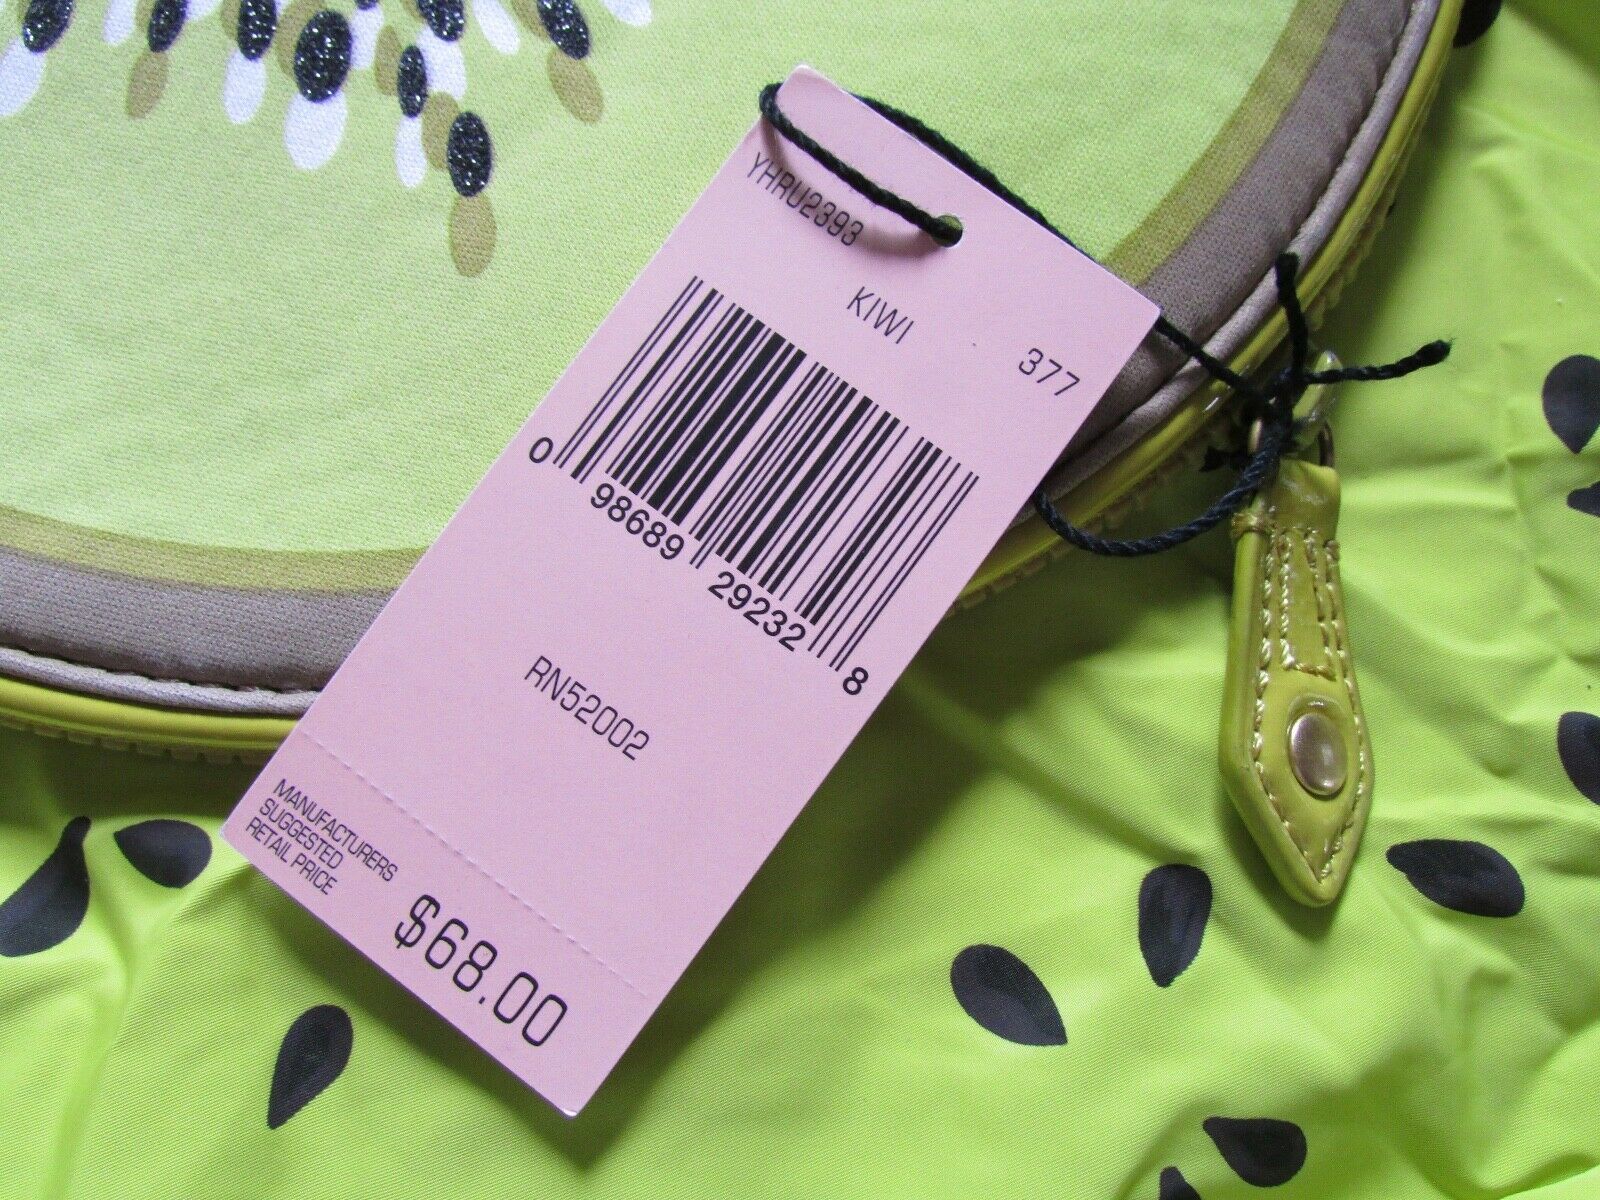 YHRU2393
KIWI
377
0 98689 29232 8
RN52002
MANUFACTURERS
SUGGESTED
RETAIL PRICE
$68.00